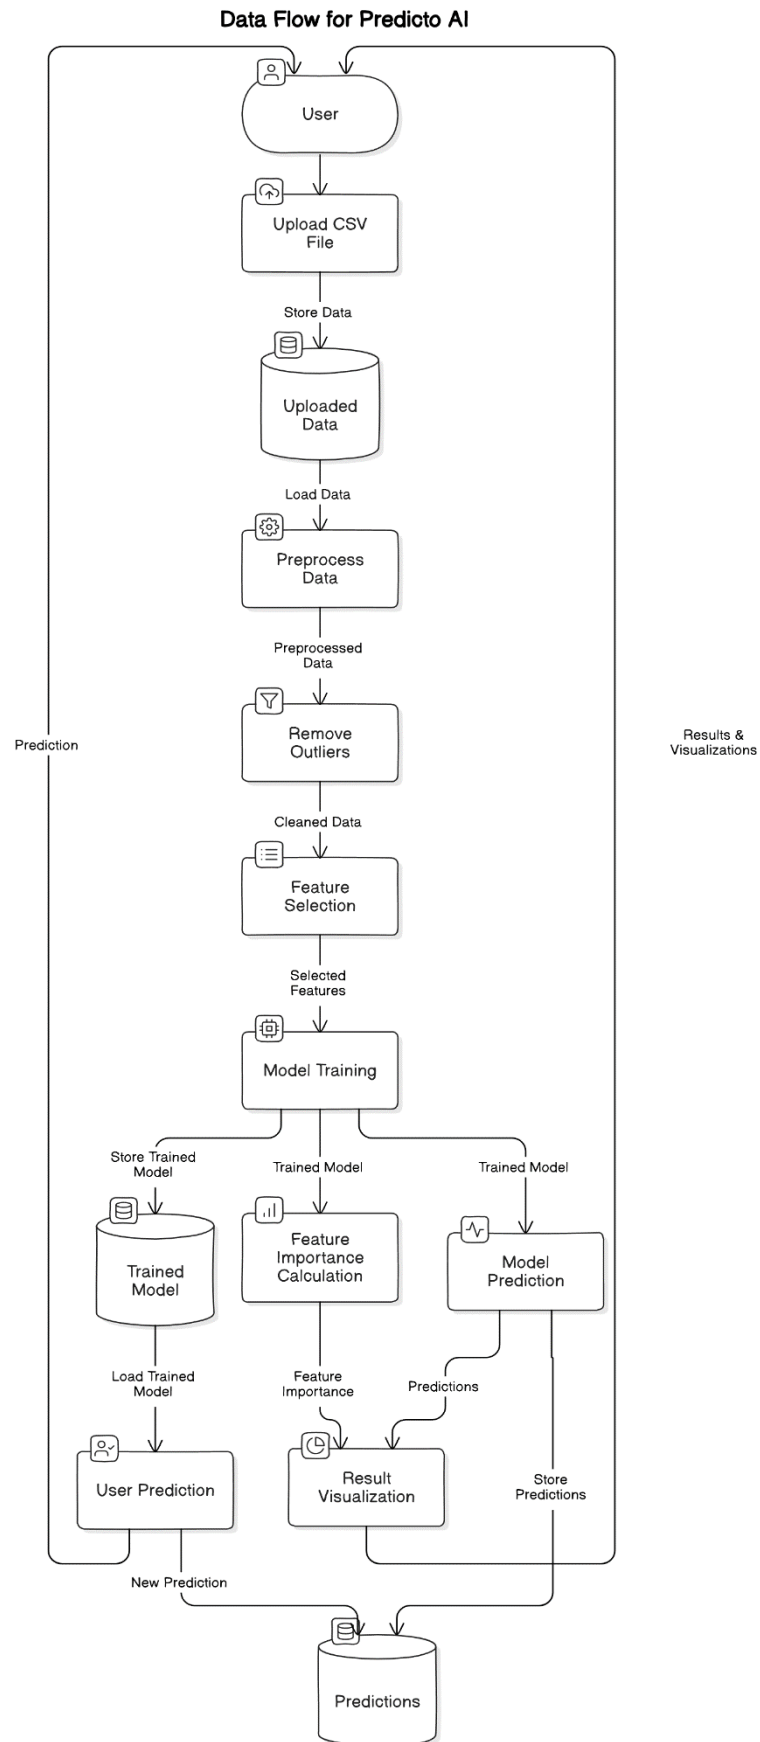 Data Flow for Predicto AI
User
Upload CSV
File
Store Data
Uploaded
Data
Load Data
Preprocess
Data
Preprocessed
Data
Remove
Outliers
Prediction
Results &
Visualizations
Cleaned Data
Feature
Selection
Selected
Features
Model Training
Store Trained
Model
Trained Model
Trained Model
Trained
Model
Feature
Importance
Calculation
Model
Prediction
Load Trained
Model
Feature
Importance
Predictions
User Prediction
Result
Visualization
Store
Predictions
New Prediction
Predictions